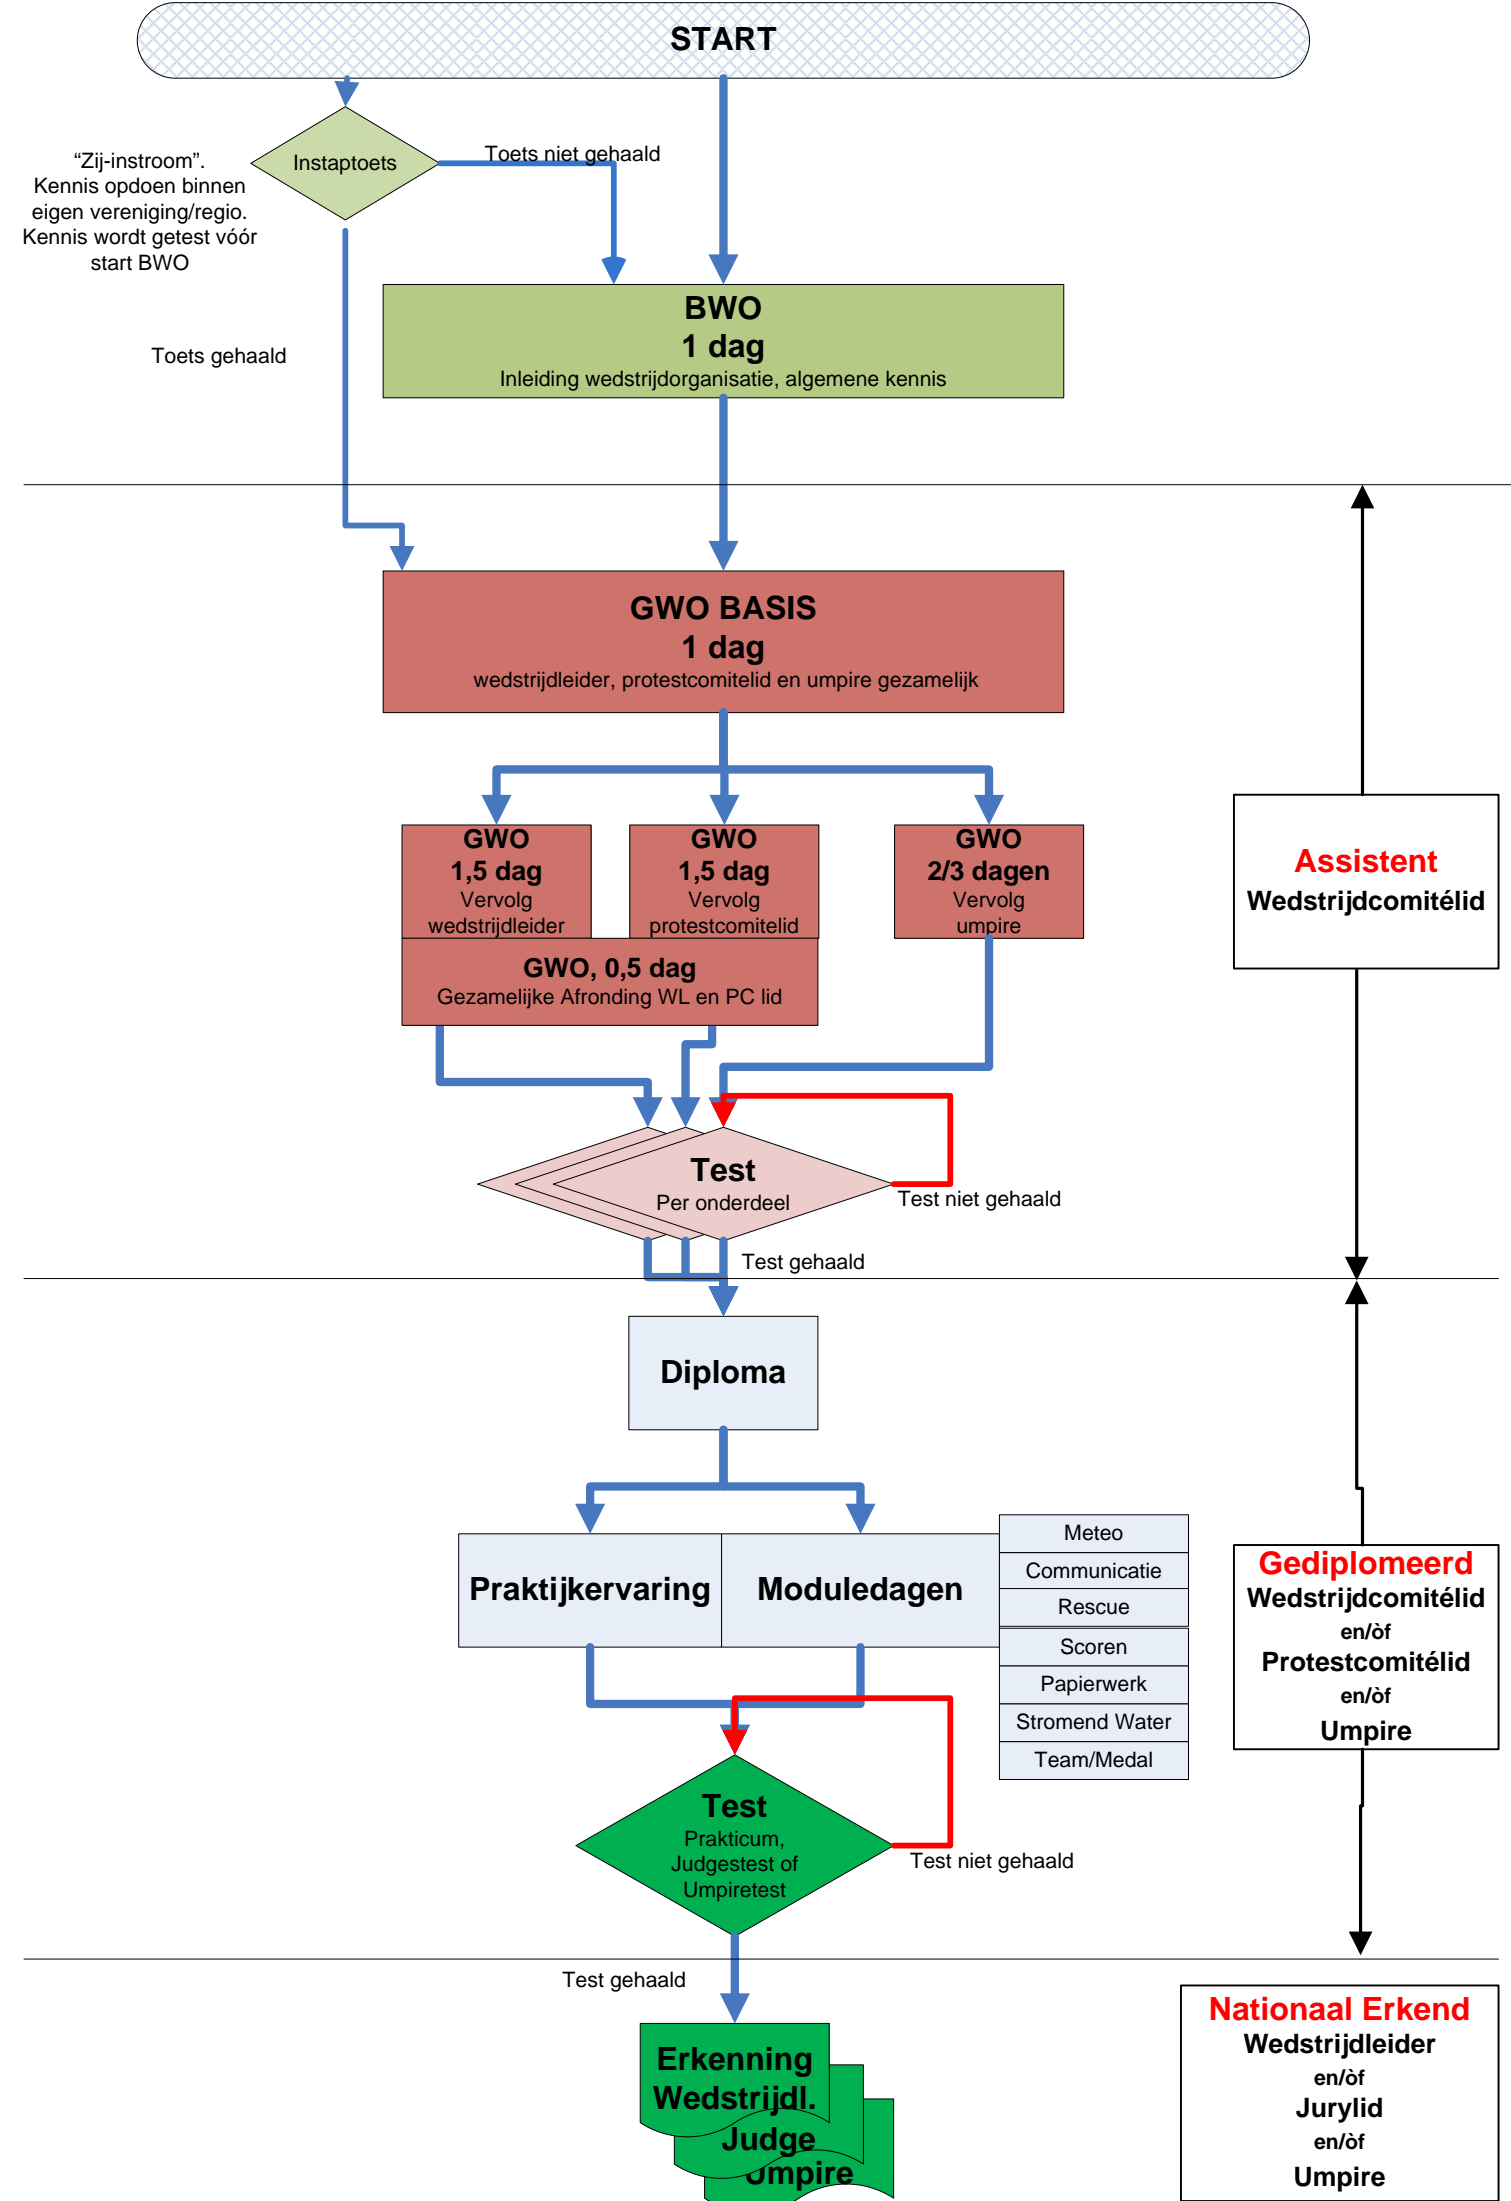 START
Instaptoets
Toets niet gehaald
“Zij-instroom”.
Kennis opdoen binnen
eigen vereniging/regio.
Kennis wordt getest vóór
start BWO
BWO
1 dag
Inleiding wedstrijdorganisatie, algemene kennis
Toets gehaald
GWO BASIS
1 dag
wedstrijdleider, protestcomitelid en umpire gezamelijk
GWO
1,5 dag
Vervolg
wedstrijdleider
GWO
1,5 dag
Vervolg
protestcomitelid
GWO
2/3 dagen
Vervolg
umpire
Assistent
Wedstrijdcomitélid
GWO, 0,5 dag
Gezamelijke Afronding WL en PC lid
Test
Per onderdeel
Test niet gehaald
Test gehaald
Diploma
Praktijkervaring
Moduledagen
Meteo
Communicatie
Rescue
Scoren
Papierwerk
Stromend Water
Team/Medal
Gediplomeerd
Wedstrijdcomitélid
en/òf
Protestcomitélid
en/òf
Umpire
Test
Prakticum,
Judgestest of
Umpiretest
Test niet gehaald
Test gehaald
Erkenning
Wedstrijdl.
Judge
Umpire
Nationaal Erkend
Wedstrijdleider
en/òf
Jurylid
en/òf
Umpire